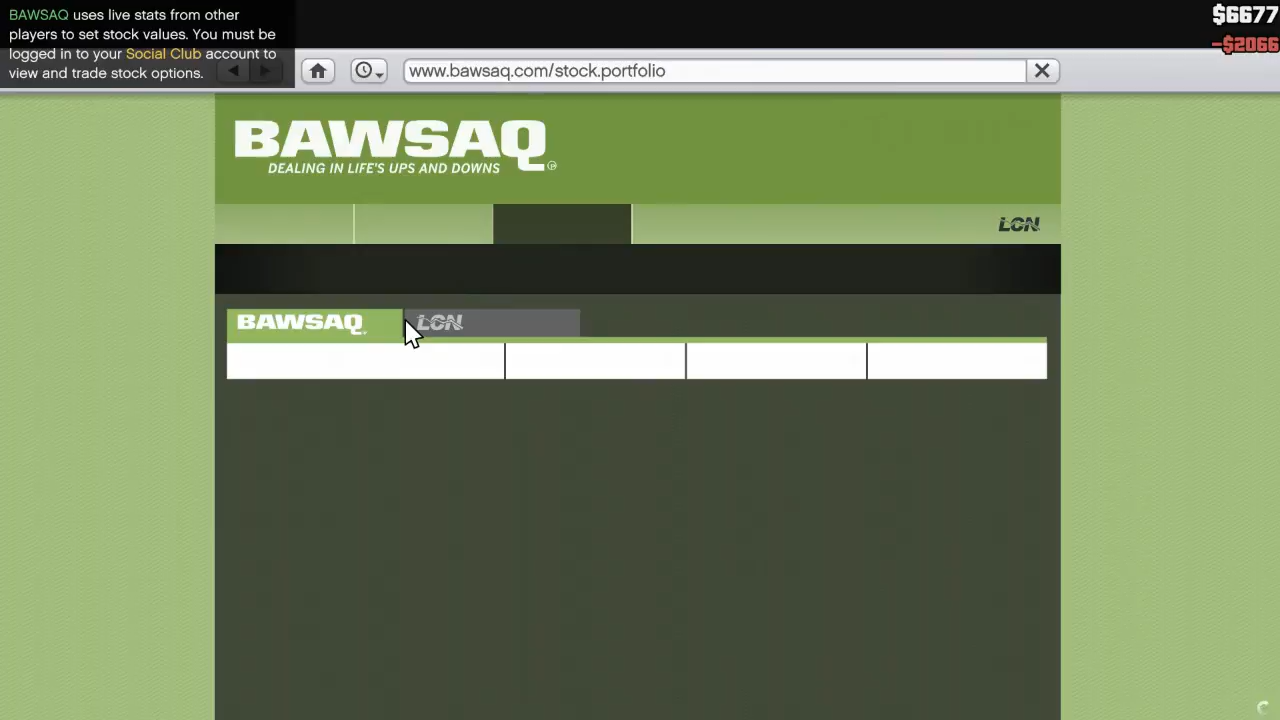 BAWSAQ uses live stats from other
players to set stock values. You must be
logged in to your Social Club account to
view and trade stock options.
$6677
-$2066
www.bawsaq.com/stock.portfolio
BAWSAQ
DEALING IN LIFE'S UPS AND DOWNS
LCN
BAWSAQ
LCN